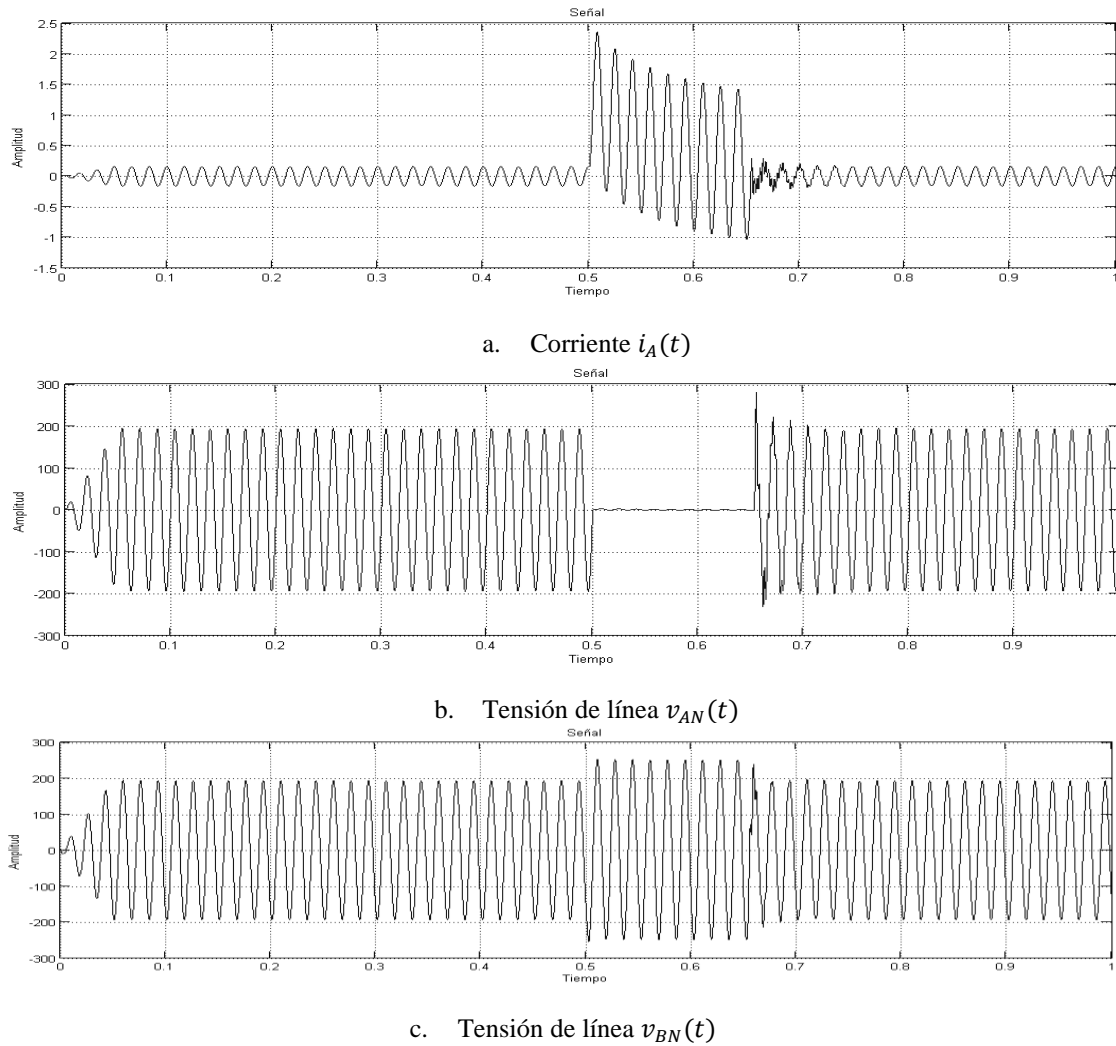 Señal
2.5
2
1.5
1
0.5
0
-0.5
-1
-1.5
Amplitud
0 0.1 0.2 0.3 0.4 0.5 0.6 0.7 0.8 0.9 1
Tiempo
a. Corriente i_A(t)
Señal
300
200
100
0
-100
-200
-300
Amplitud
0 0.1 0.2 0.3 0.4 0.5 0.6 0.7 0.8 0.9
Tiempo
b. Tensión de línea v_AN(t)
Señal
300
200
100
0
-100
-200
-300
Amplitud
0 0.1 0.2 0.3 0.4 0.5 0.6 0.7 0.8 0.9 1
Tiempo
c. Tensión de línea v_BN(t)